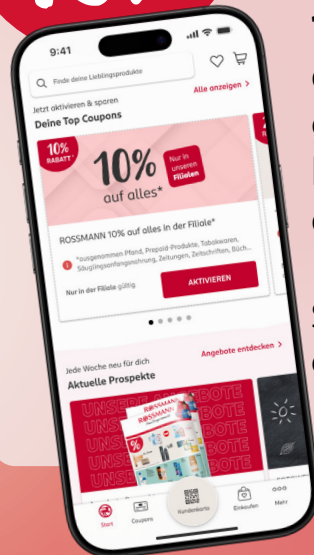 9:41
Finde deine Lieblingsprodukte
Jetzt aktivieren & sparen
Alle anzeigen >
Deine Top Coupons
10%
RABATT*
10%
auf alles*
Nur in
unseren
Filialen
ROSSMANN 10% auf alles in der Filiale*
*ausgenommen Pfand, Prepaid-Produkte, Tabakwaren,
Säuglingsanfangsnahrung, Zeitungen, Zeitschriften, Büch...
Nur in der Filiale gültig
AKTIVIEREN
Jede Woche neu für dich
Angebote entdecken >
Aktuelle Prospekte
UNSERE ANGEBOTE
ROSSMANN
ROSSMANN
%
Start
Coupons
Kundenkarte
Einkaufen
Mehr